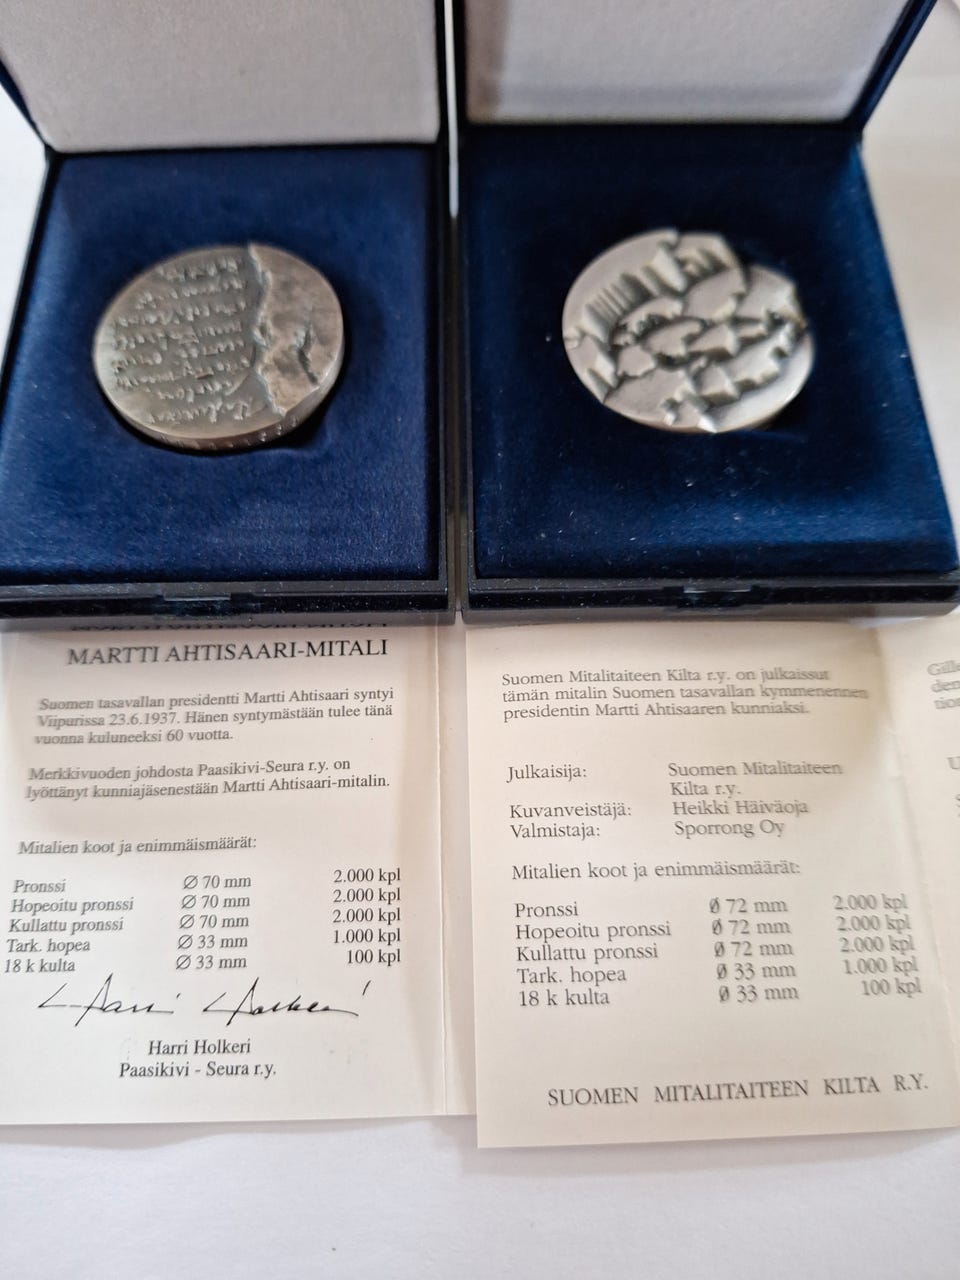 MARTTI AHTISAARI-MITALI
Suomen tasavallan presidentti Martti Ahtisaari syntyi
Viipurissa 23.6.1937. Hänen syntymästään tulee tänä
vuonna kuluneeksi 60 vuotta.
Merkkivuoden johdosta Paasikivi-Seura r.y. on
lyöttänyt kunniajäsenestään Martti Ahtisaari-mitalin.
Mitalien koot ja enimmäismäärät:
Pronssi Ø 70 mm 2.000 kpl
Hopeoitu pronssi Ø 70 mm 2.000 kpl
Kullattu pronssi Ø 70 mm 2.000 kpl
Tark. hopea Ø 33 mm 1.000 kpl
18 k kulta Ø 33 mm 100 kpl
Harri Holkeri
Harri Holkeri
Paasikivi - Seura r.y.
Suomen Mitalitaiteen Kilta r.y. on julkaissut
tämän mitalin Suomen tasavallan kymmenennen
presidentin Martti Ahtisaaren kunniaksi.
Julkaisija: Suomen Mitalitaiteen
Kilta r.y.
Kuvanveistäjä: Heikki Häiväoja
Valmistaja: Sporrong Oy
Mitalien koot ja enimmäismäärät:
Pronssi Ø 72 mm 2.000 kpl
Hopeoitu pronssi Ø 72 mm 2.000 kpl
Kullattu pronssi Ø 72 mm 2.000 kpl
Tark. hopea Ø 33 mm 1.000 kpl
18 k kulta Ø 33 mm 100 kpl
SUOMEN MITALITAITEEN KILTA R.Y.